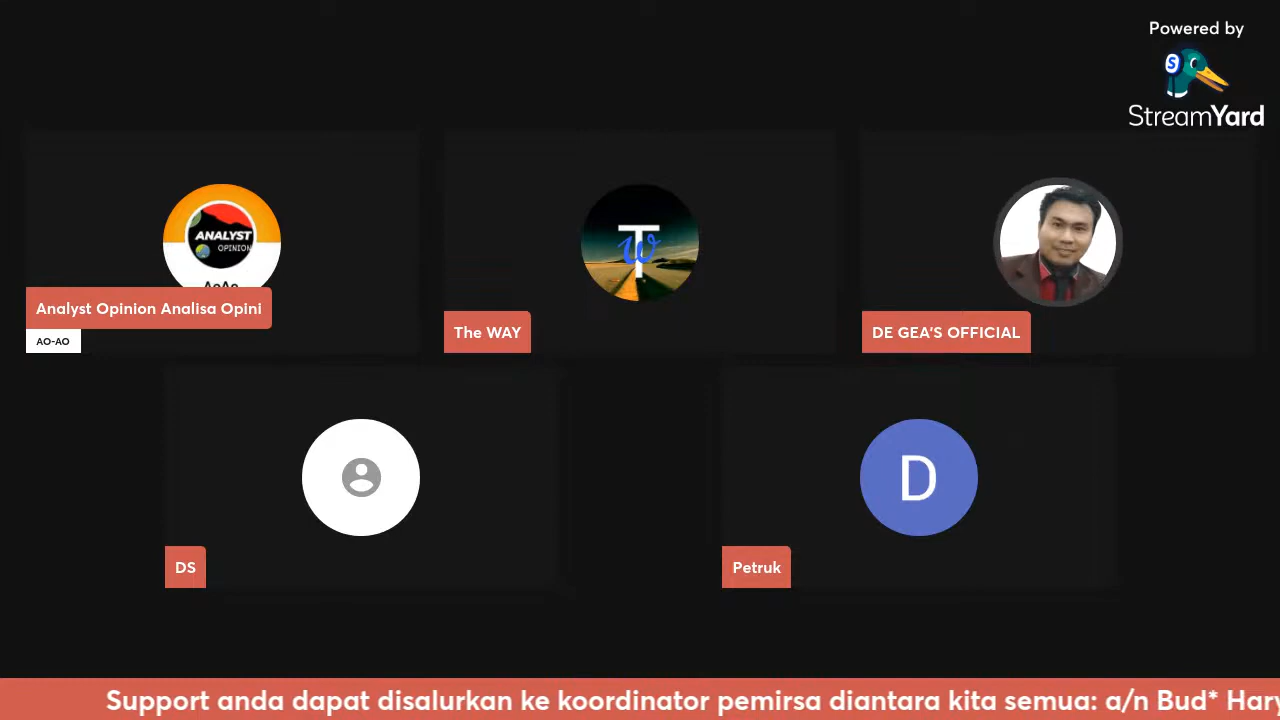 Powered by
StreamYard
ANALYST
OPINION
AoAo
Analyst Opinion Analisa Opini
AO-AO
T
w
The WAY
DE GEA'S OFFICIAL
DS
D
Petruk
Support anda dapat disalurkan ke koordinator pemirsa diantara kita semua: a/n Bud* Hary